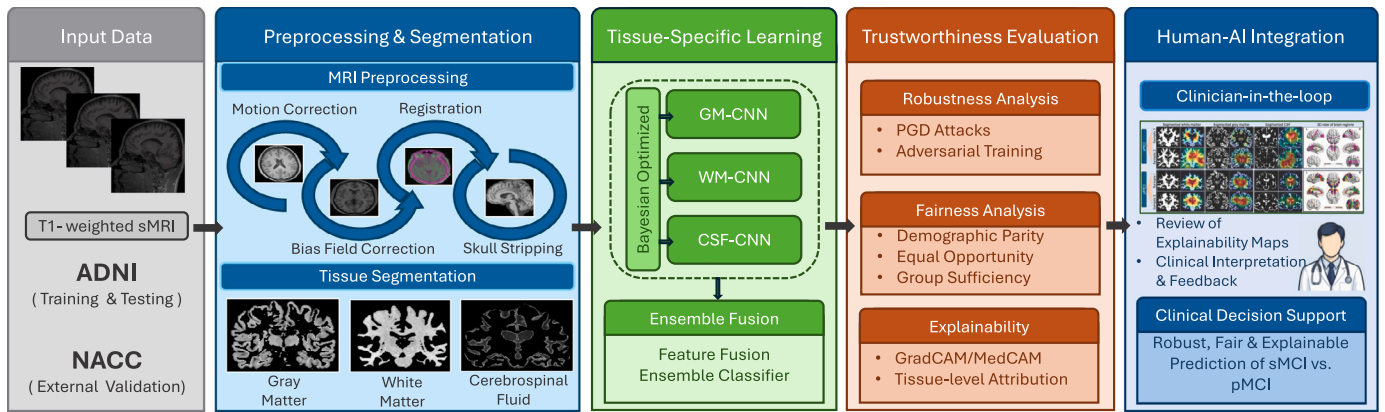 Input Data
T1- weighted sMRI
ADNI
( Training & Testing )
NACC
(External Validation)
Preprocessing & Segmentation
MRI Preprocessing
Motion Correction
Registration
Bias Field Correction
Skull Stripping
Tissue Segmentation
Gray
Matter
White
Matter
Cerebrospinal
Fluid
Tissue-Specific Learning
Bayesian Optimized
GM-CNN
WM-CNN
CSF-CNN
Ensemble Fusion
Feature Fusion
Ensemble Classifier
Trustworthiness Evaluation
Robustness Analysis
• PGD Attacks
• Adversarial Training
Fairness Analysis
• Demographic Parity
• Equal Opportunity
• Group Sufficiency
Explainability
• GradCAM/MedCAM
• Tissue-level Attribution
Human-AI Integration
Clinician-in-the-loop
• Review of
Explainability Maps
• Clinical Interpretation
& Feedback
Clinical Decision Support
Robust, Fair & Explainable
Prediction of sMCI vs.
pMCI